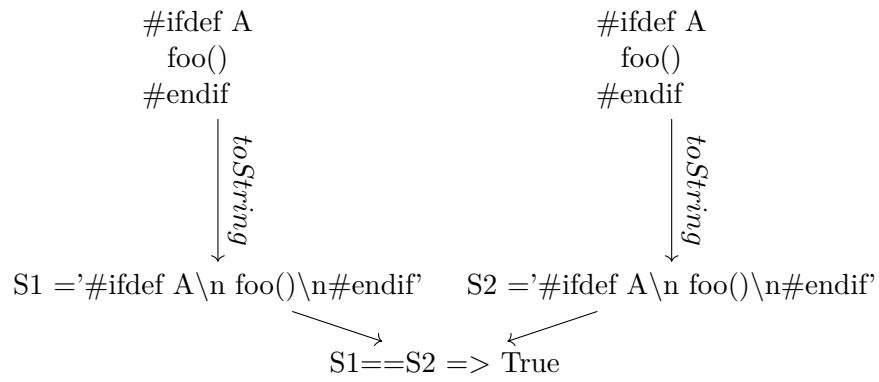 #ifdef A
foo()
#endif
toString
S1 ='#ifdef A\n foo()\n#endif’
#ifdef A
foo()
#endif
toString
S2 ='#ifdef A\n foo()\n#endif’
S1==S2 => True